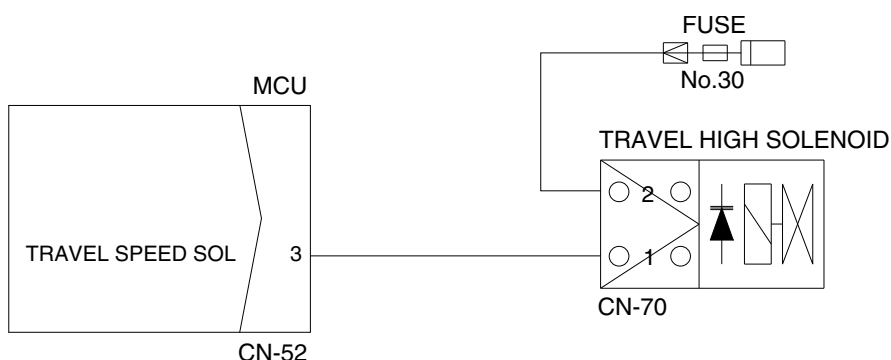 FUSE
No.30
MCU
TRAVEL HIGH SOLENOID
2
TRAVEL SPEED SOL 3
1
CN-70
CN-52